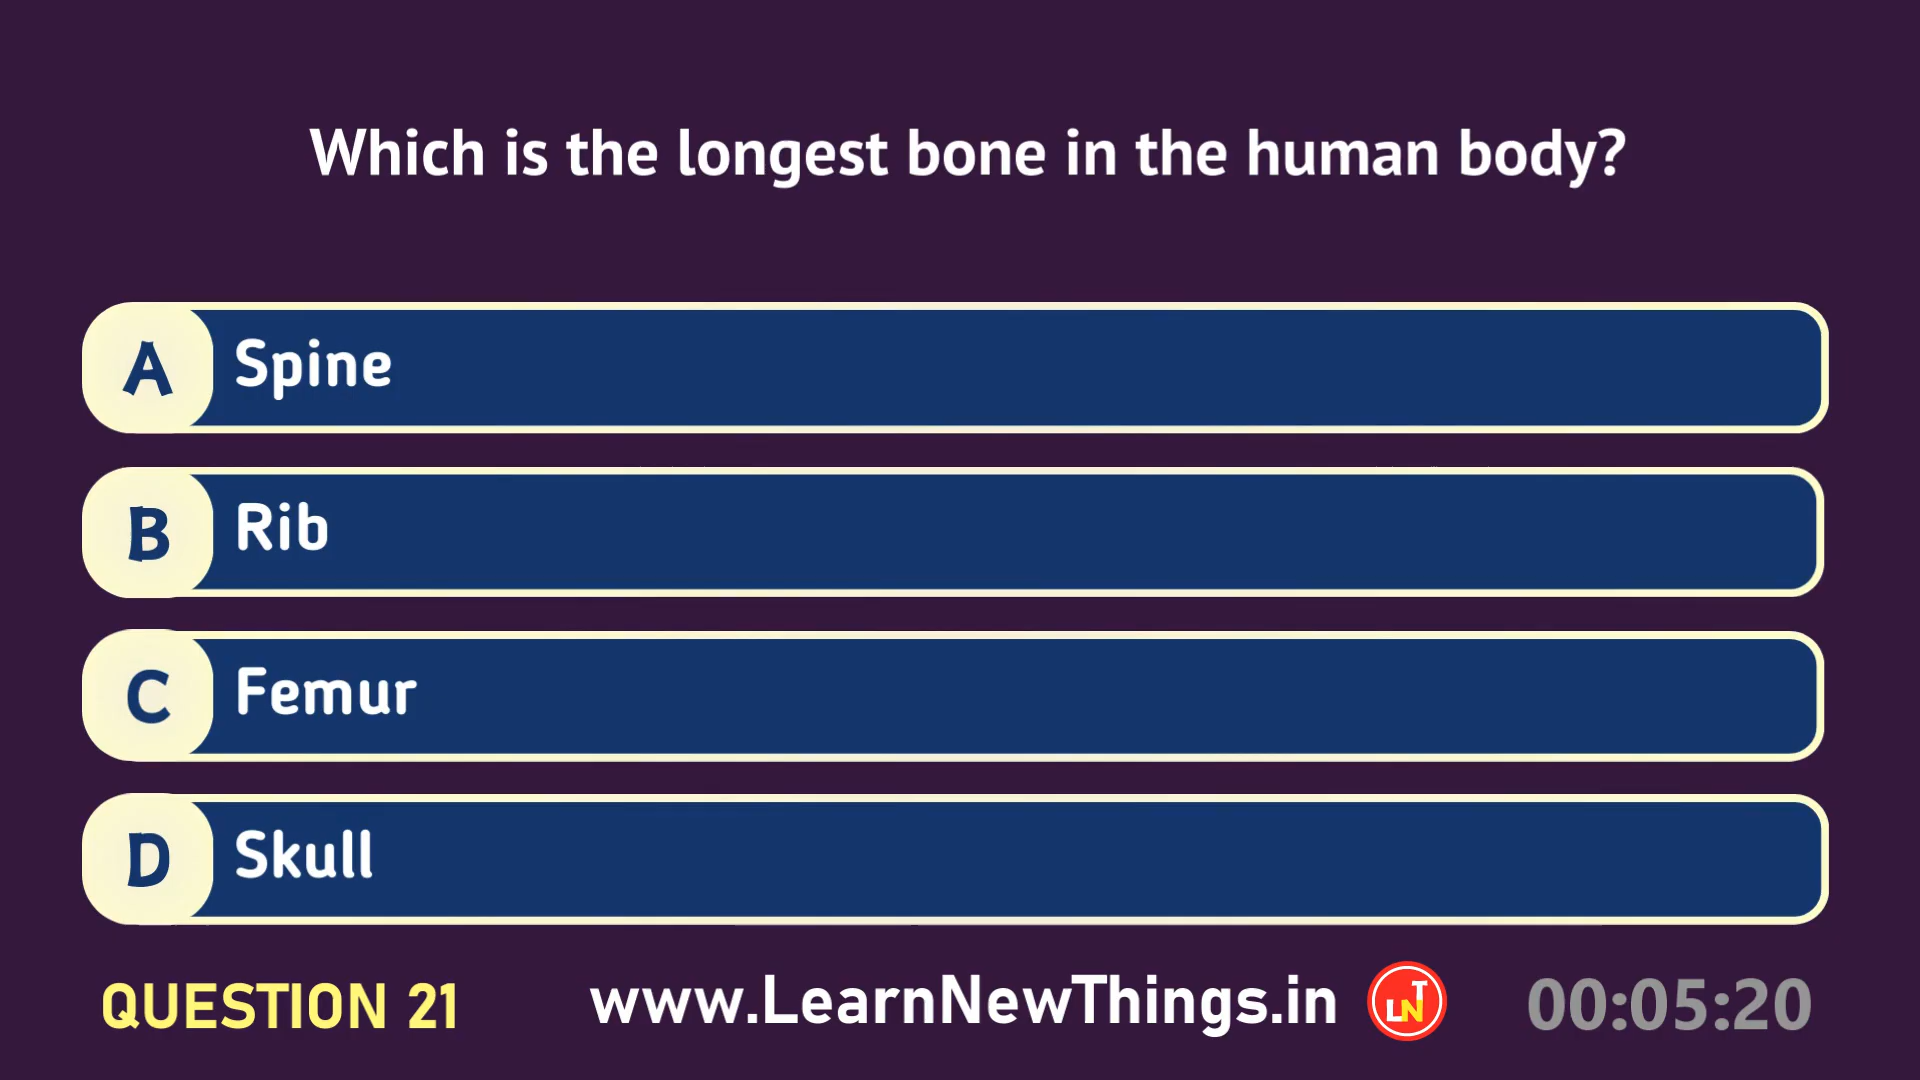 Which is the longest bone in the human body?
A Spine
B Rib
C Femur
D Skull
QUESTION 21 www.LearnNewThings.in LNT 00:05:20